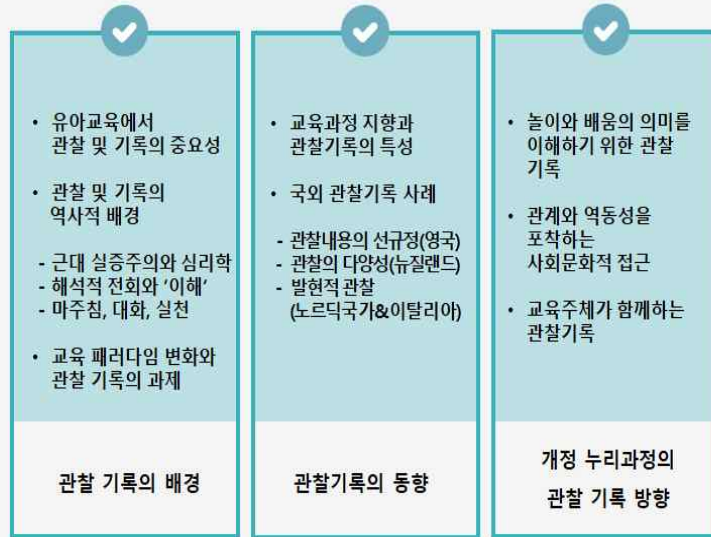 • 유아교육에서
관찰 및 기록의 중요성
• 관찰 및 기록의
역사적 배경
- 근대 실증주의와 심리학
- 해석적 전회와 ‘이해’
- 마주침, 대화, 실천
• 교육 패러다임 변화와
관찰 기록의 과제
관찰 기록의 배경
• 교육과정 지향과
관찰기록의 특성
• 국외 관찰기록 사례
- 관찰내용의 선규정(영국)
- 관찰의 다양성(뉴질랜드)
- 발현적 관찰
(노르딕국가&이탈리아)
관찰기록의 동향
• 놀이와 배움의 의미를
이해하기 위한 관찰
기록
• 관계와 역동성을
포착하는
사회문화적 접근
• 교육주체가 함께하는
관찰기록
개정 누리과정의
관찰 기록 방향